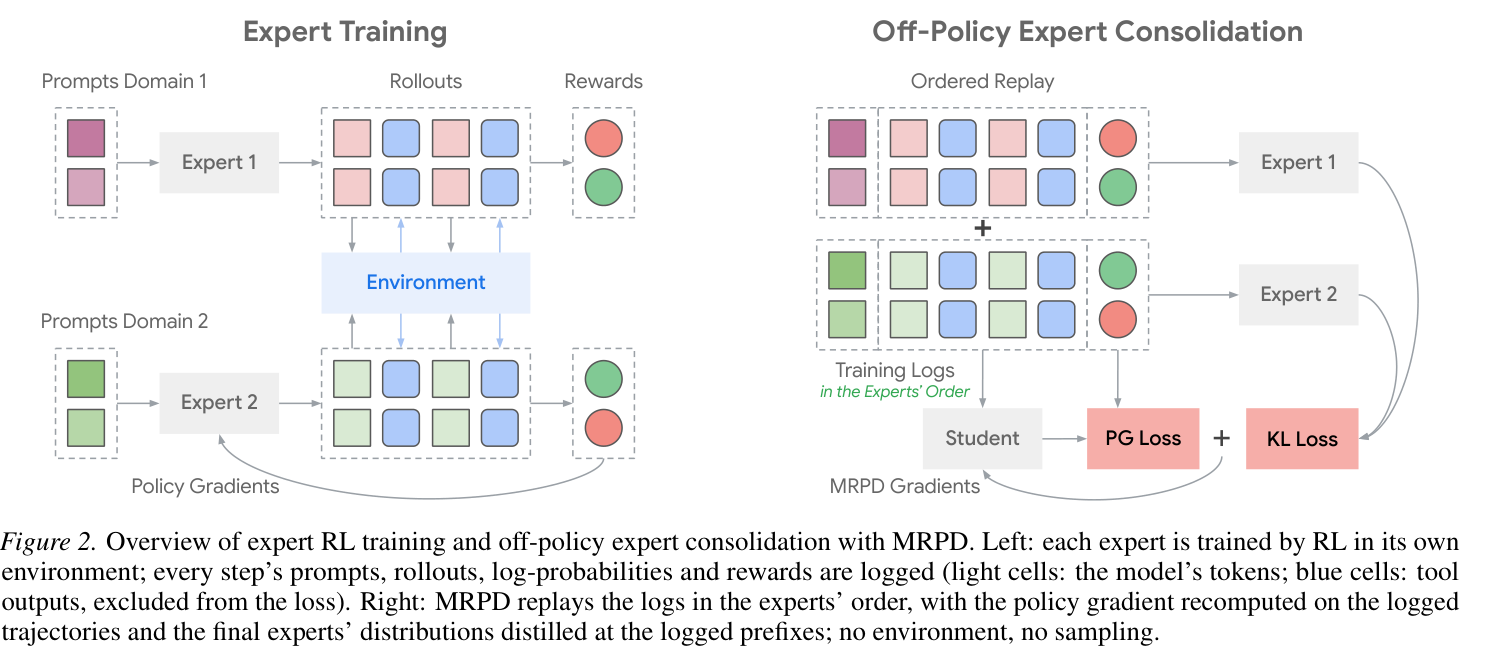 Expert Training
Prompts Domain 1
Rollouts
Rewards
Expert 1
Environment
Prompts Domain 2
Expert 2
Policy Gradients
Off-Policy Expert Consolidation
Ordered Replay
Expert 1
+
Expert 2
Training Logs
in the Experts' Order
Student
PG Loss
+
KL Loss
MRPD Gradients
Figure 2. Overview of expert RL training and off-policy expert consolidation with MRPD. Left: each expert is trained by RL in its own
environment; every step's prompts, rollouts, log-probabilities and rewards are logged (light cells: the model's tokens; blue cells: tool
outputs, excluded from the loss). Right: MRPD replays the logs in the experts' order, with the policy gradient recomputed on the logged
trajectories and the final experts' distributions distilled at the logged prefixes; no environment, no sampling.